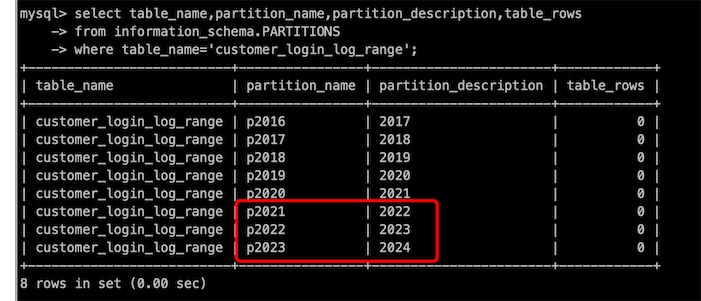 mysql> select table_name,partition_name,partition_description,table_rows
-> from information_schema.PARTITIONS
-> where table_name='customer_login_log_range';
+--------------------------+----------------+-----------------------+------------+
| table_name | partition_name | partition_description | table_rows |
+--------------------------+----------------+-----------------------+------------+
| customer_login_log_range | p2016 | 2017 | 0 |
| customer_login_log_range | p2017 | 2018 | 0 |
| customer_login_log_range | p2018 | 2019 | 0 |
| customer_login_log_range | p2019 | 2020 | 0 |
| customer_login_log_range | p2020 | 2021 | 0 |
| customer_login_log_range | p2021 | 2022 | 0 |
| customer_login_log_range | p2022 | 2023 | 0 |
| customer_login_log_range | p2023 | 2024 | 0 |
+--------------------------+----------------+-----------------------+------------+
8 rows in set (0.00 sec)